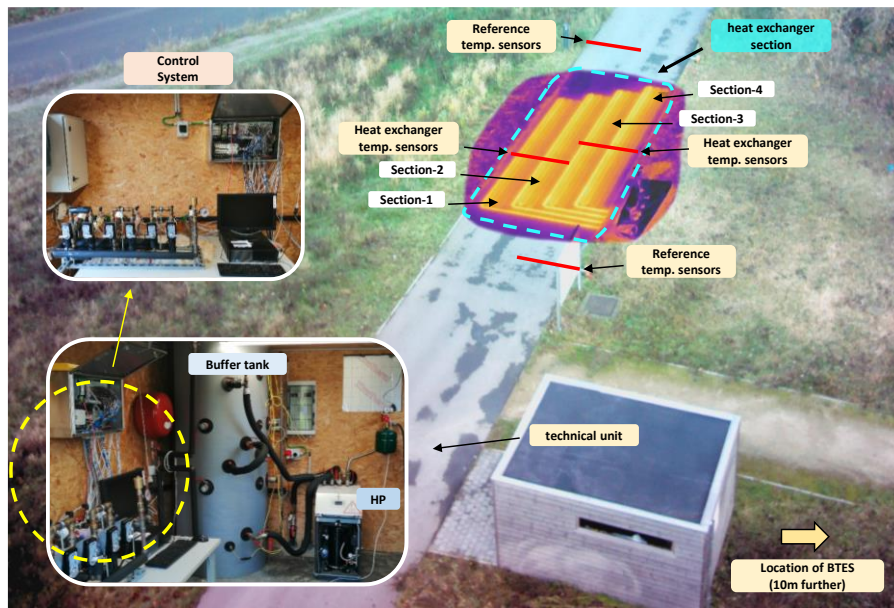 Reference
temp. sensors
heat exchanger
section
Control
System
Section-4
Section-3
Heat exchanger
temp. sensors
Heat exchanger
temp. sensors
Section-2
Section-1
Reference
temp. sensors
Buffer tank
technical unit
HP
Location of BTES
(10m further)